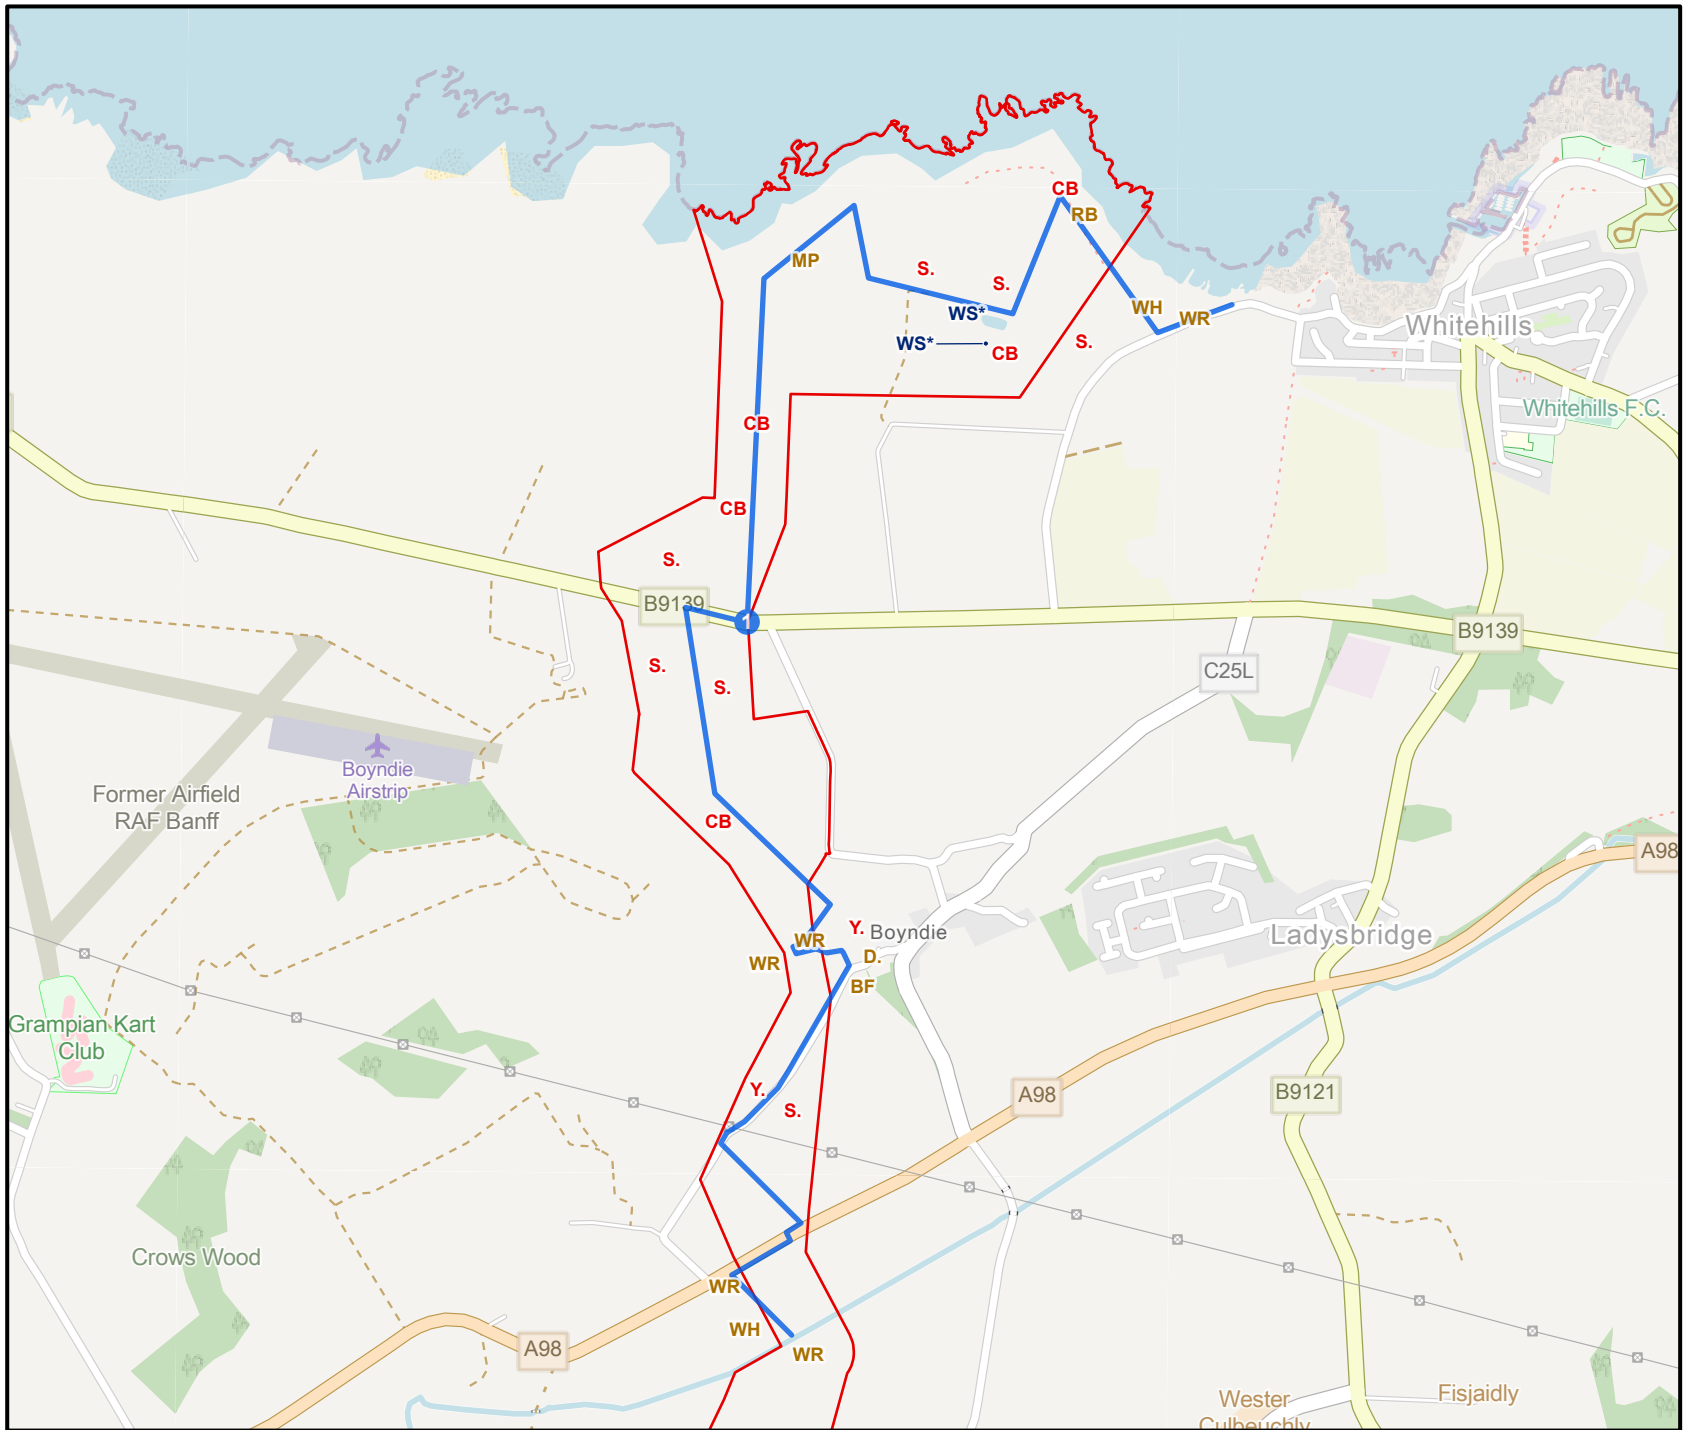 CB
RB
MP
S.
S.
WH
WR
WS*
WS*
CB
S.
Whitehills
Whitehills F.C.
CB
CB
S.
B9139
1
B9139
S.
S.
C25L
Boyndie
Airstrip
Former Airfield
RAF Banff
CB
A98
Y.
Boyndie
WR
D.
WR
BF
Ladysbridge
Grampian Kart
Club
Y.
S.
A98
B9121
Crows Wood
WR
WH
WR
A98
Wester
Culbeuchly
Fisjaidly